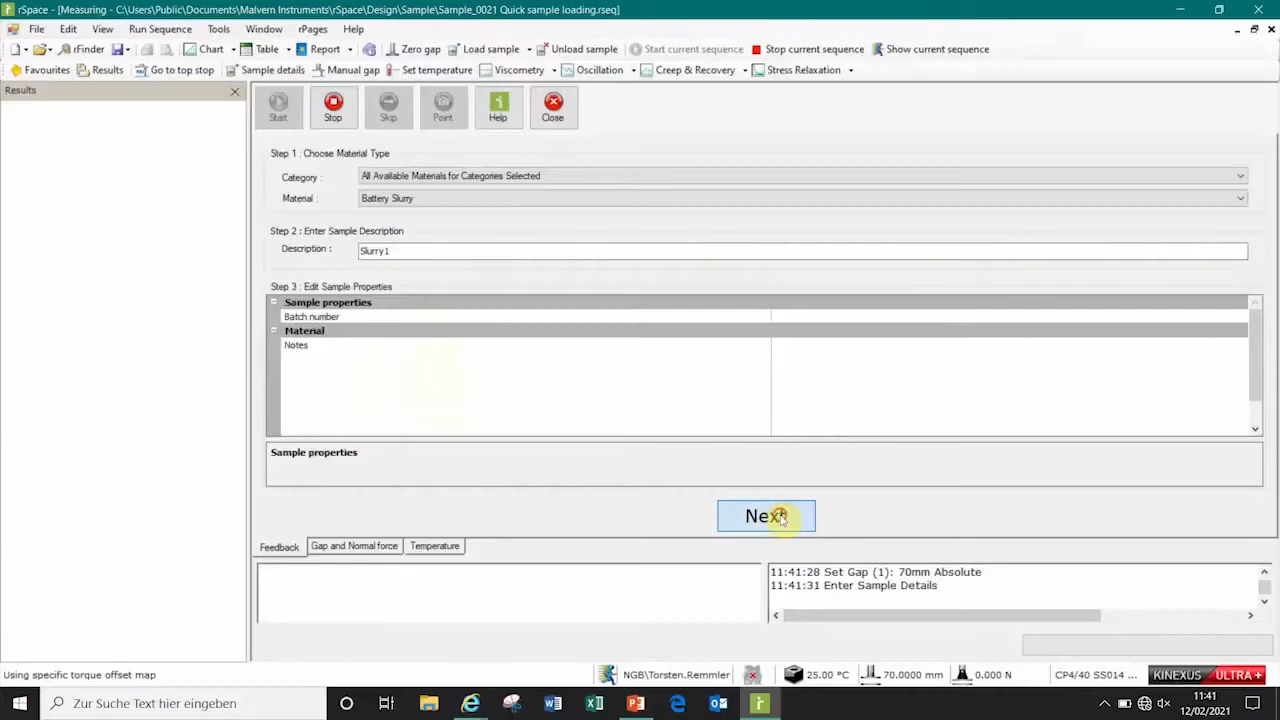 rSpace - [Measuring - C:\Users\Public\Documents\Malvern Instruments\rSpace\Design\Sample\Sample_0021 Quick sample loading.rseq]
File Edit View Run Sequence Tools Window rPages Help
rFinder Chart Table Report Zero gap Load sample Unload sample Start current sequence Stop current sequence Show current sequence
Favourites Results Go to top stop Sample details Manual gap Set temperature Viscometry Oscillation Creep & Recovery Stress Relaxation
Results
Start Stop Skip Point Help Close
Step 1 : Choose Material Type
Category : All Available Materials for Categories Selected
Material : Battery Slurry
Step 2 : Enter Sample Description
Description : Slurry1
Step 3 : Edit Sample Properties
Sample properties
Batch number
Material
Notes
Sample properties
Next
Feedback Gap and Normal force Temperature
11:41:28 Set Gap (1): 70mm Absolute
11:41:31 Enter Sample Details
Using specific torque offset map NGB\Torsten.Remmler 25.00 °C 70.0000 mm 0.000 N CP4/40 SS014 ... KINEXUS ULTRA+
Zur Suche Text hier eingeben 11:41
12/02/2021